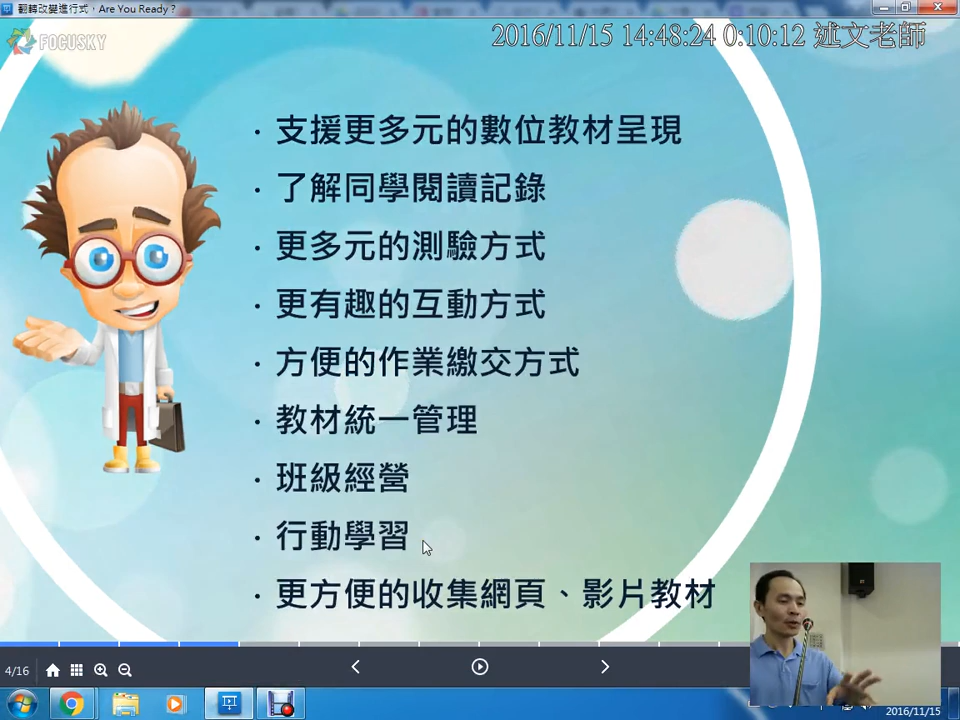 翻轉改變進行式，Are You Ready？
FOCUSKY
2016/11/15 14:48:24 0:10:12 述文老師
· 支援更多元的數位教材呈現
· 了解同學閱讀記錄
· 更多元的測驗方式
· 更有趣的互動方式
· 方便的作業繳交方式
· 教材統一管理
· 班級經營
· 行動學習
· 更方便的收集網頁、影片教材
4/16
2016/11/15